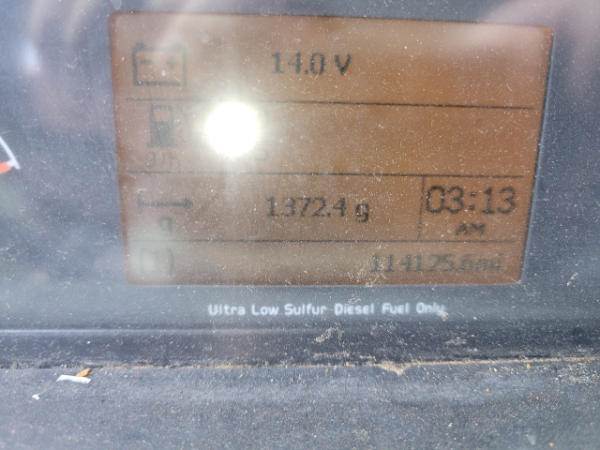 14.0 V
1372.4 g
03:13
AM
114125.6mi
Ultra Low Sulfur Diesel Fuel Only